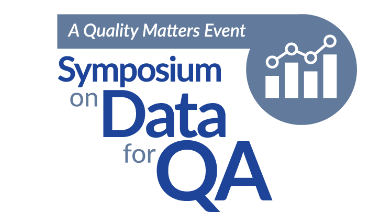 A Quality Matters Event
Symposium
on Data
for QA